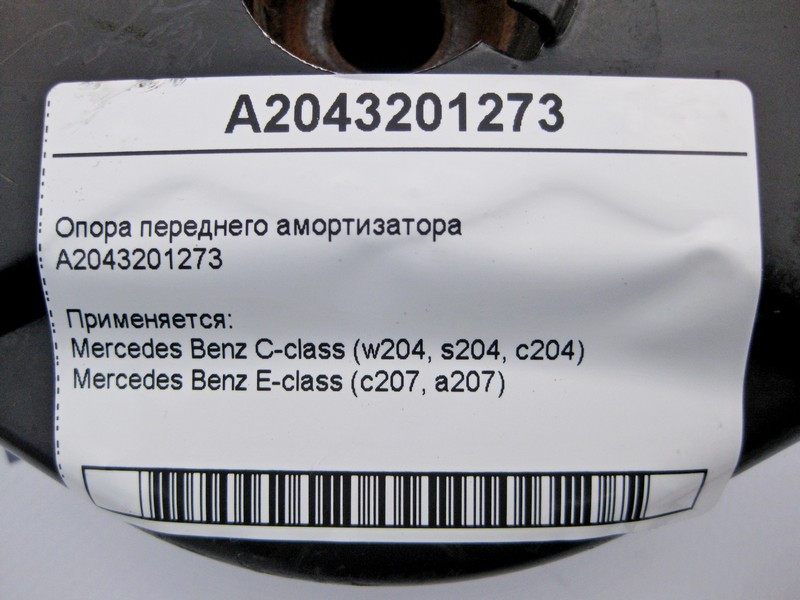 A2043201273
Опора переднего амортизатора
A2043201273
Применяется:
Mercedes Benz C-class (w204, s204, c204)
Mercedes Benz E-class (c207, a207)